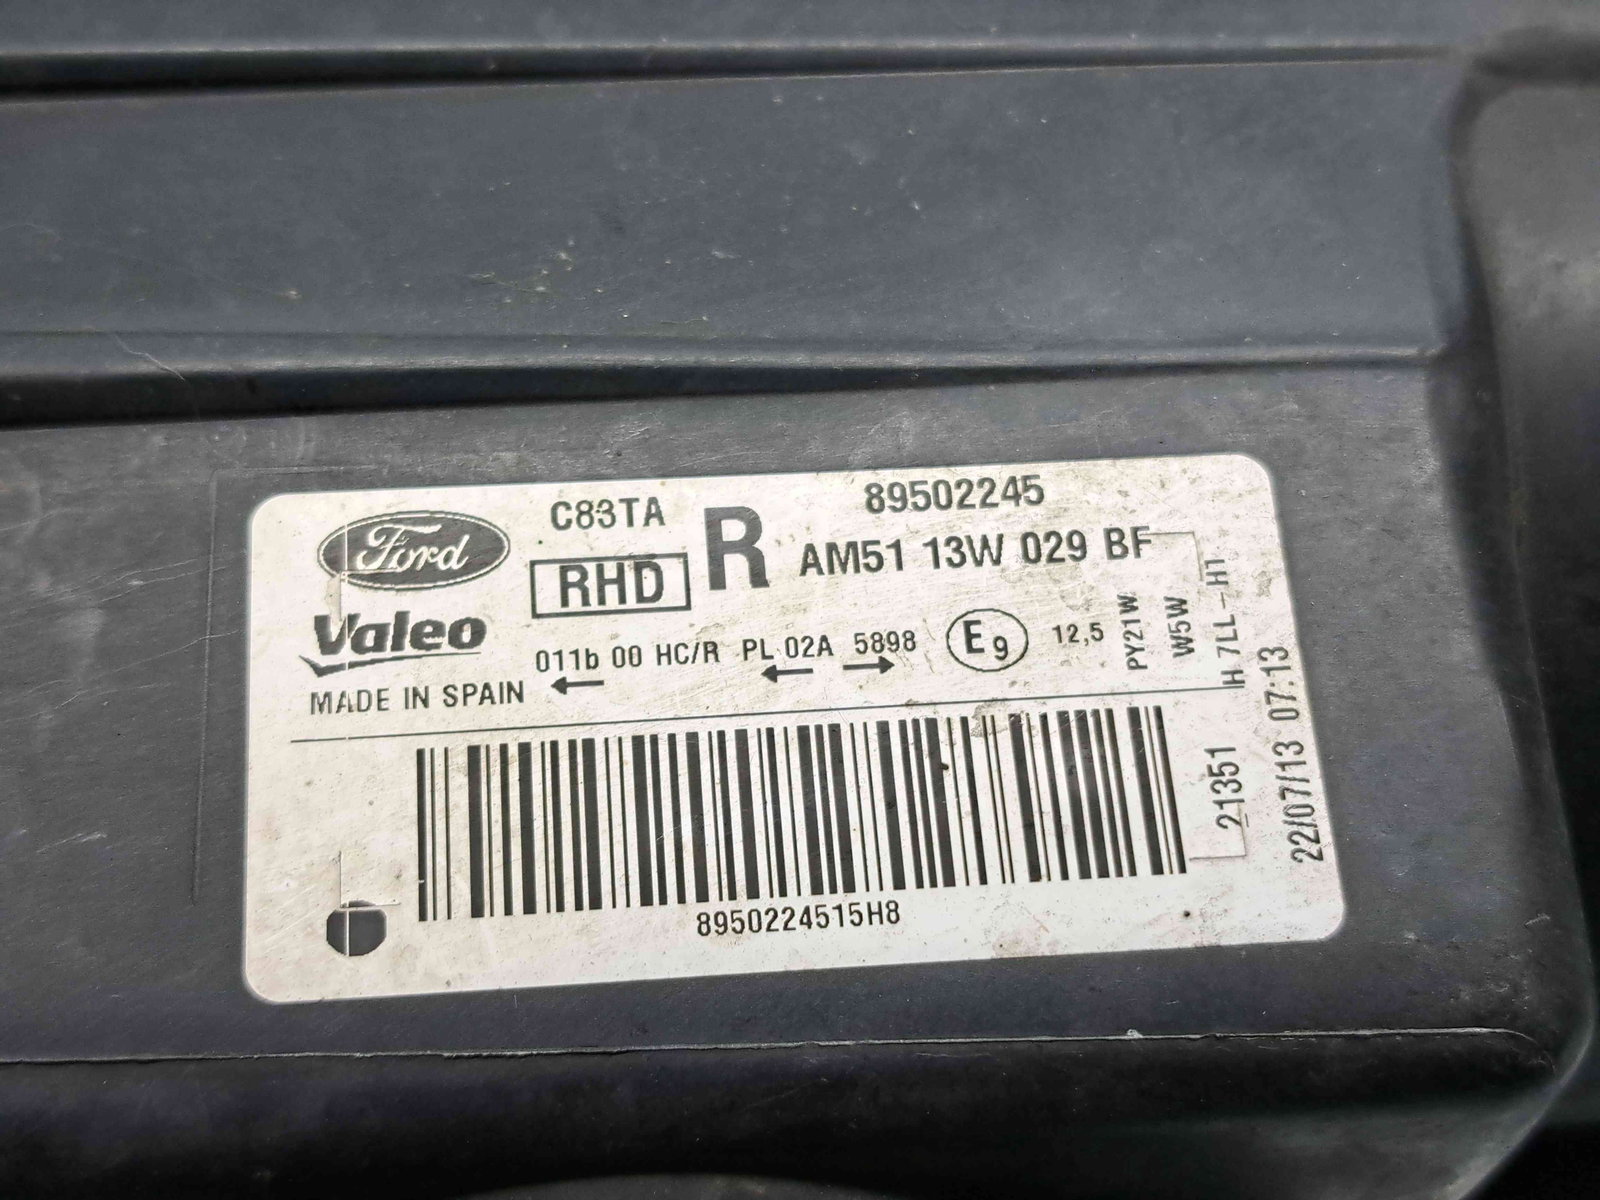 Ford
C83TA
RHD
R
89502245
AM51 13W 029 BF
Valeo
MADE IN SPAIN
011b 00 HC/R PL 02A 5898
E9
12,5
PY21W
W5W
H 7LL-H1
21351
22/07/13 07:13
8950224515H8